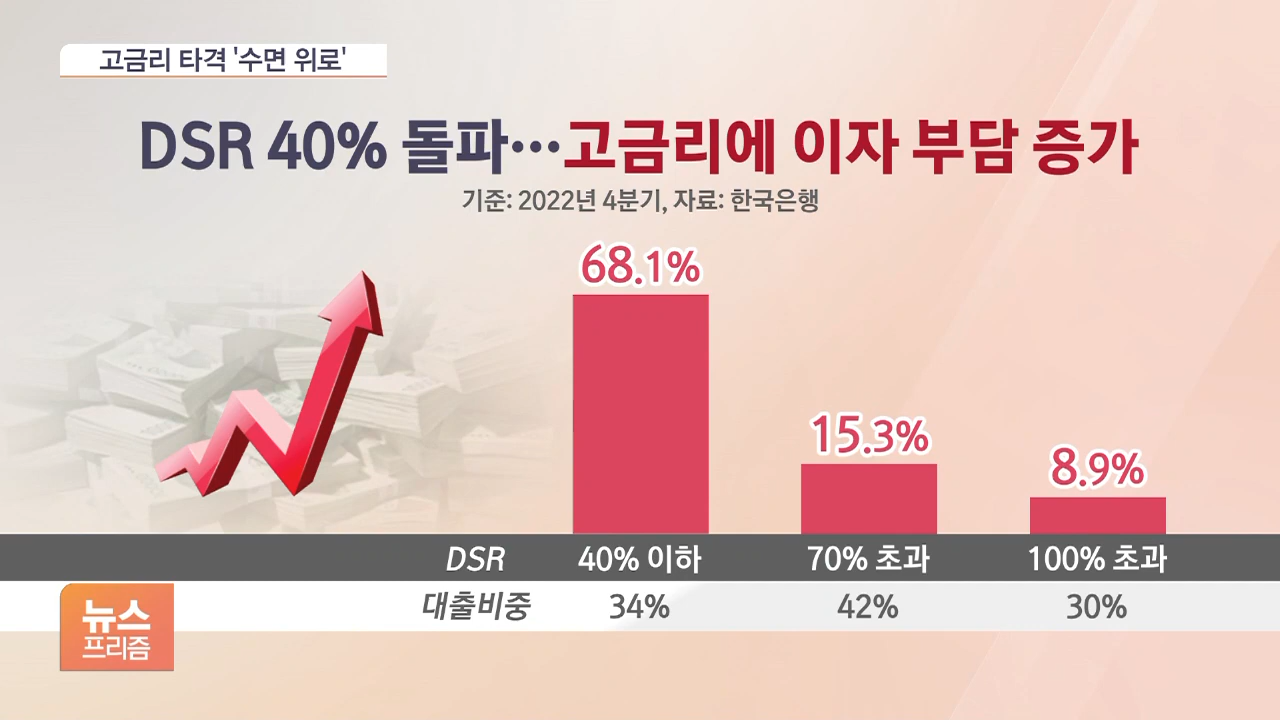 고금리 타격 '수면 위로'
DSR 40% 돌파…고금리에 이자 부담 증가
기준: 2022년 4분기, 자료: 한국은행
68.1%
15.3%
8.9%
DSR 40% 이하 70% 초과 100% 초과
대출비중 34% 42% 30%
뉴스
프리즘